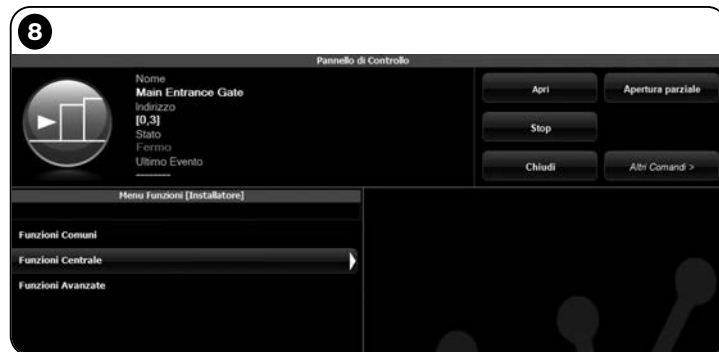 8
Pannello di Controllo
Nome
Main Entrance Gate
Indirizzo
[0,3]
Stato
Fermo
Ultimo Evento
--------
Apri
Apertura parziale
Stop
Chiudi
Altri Comandi >
Menu Funzioni [Installatore]
Funzioni Comuni
Funzioni Centrale
Funzioni Avanzate